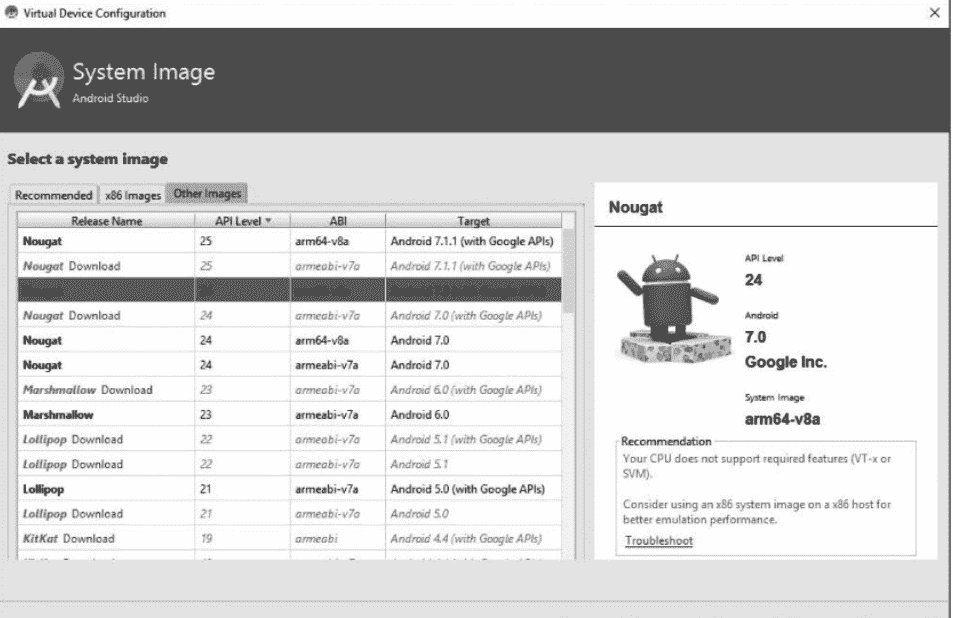 Virtual Device Configuration
System Image
Android Studio
Select a system image
Recommended x86 Images Other Images
Release Name API Level ABI Target
Nougat 25 arm64-v8a Android 7.1.1 (with Google APIs)
Nougat Download 25 armeabi-v7a Android 7.1.1 (with Google APIs)
Nougat Download 24 armeabi-v7a Android 7.0 (with Google APIs)
Nougat 24 arm64-v8a Android 7.0
Nougat 24 armeabi-v7a Android 7.0
Marshmallow Download 23 armeabi-v7a Android 6.0 (with Google APIs)
Marshmallow 23 armeabi-v7a Android 6.0
Lollipop Download 22 armeabi-v7a Android 5.1 (with Google APIs)
Lollipop Download 22 armeabi-v7a Android 5.1
Lollipop 21 armeabi-v7a Android 5.0 (with Google APIs)
Lollipop Download 21 armeabi-v7a Android 5.0
KitKat Download 19 armeabi Android 4.4 (with Google APIs)
Nougat
API Level
24
Android
7.0
Google Inc.
System Image
arm64-v8a
Recommendation
Your CPU does not support required features (VT-x or
SVM).
Consider using an x86 system image on a x86 host for
better emulation performance.
Troubleshoot